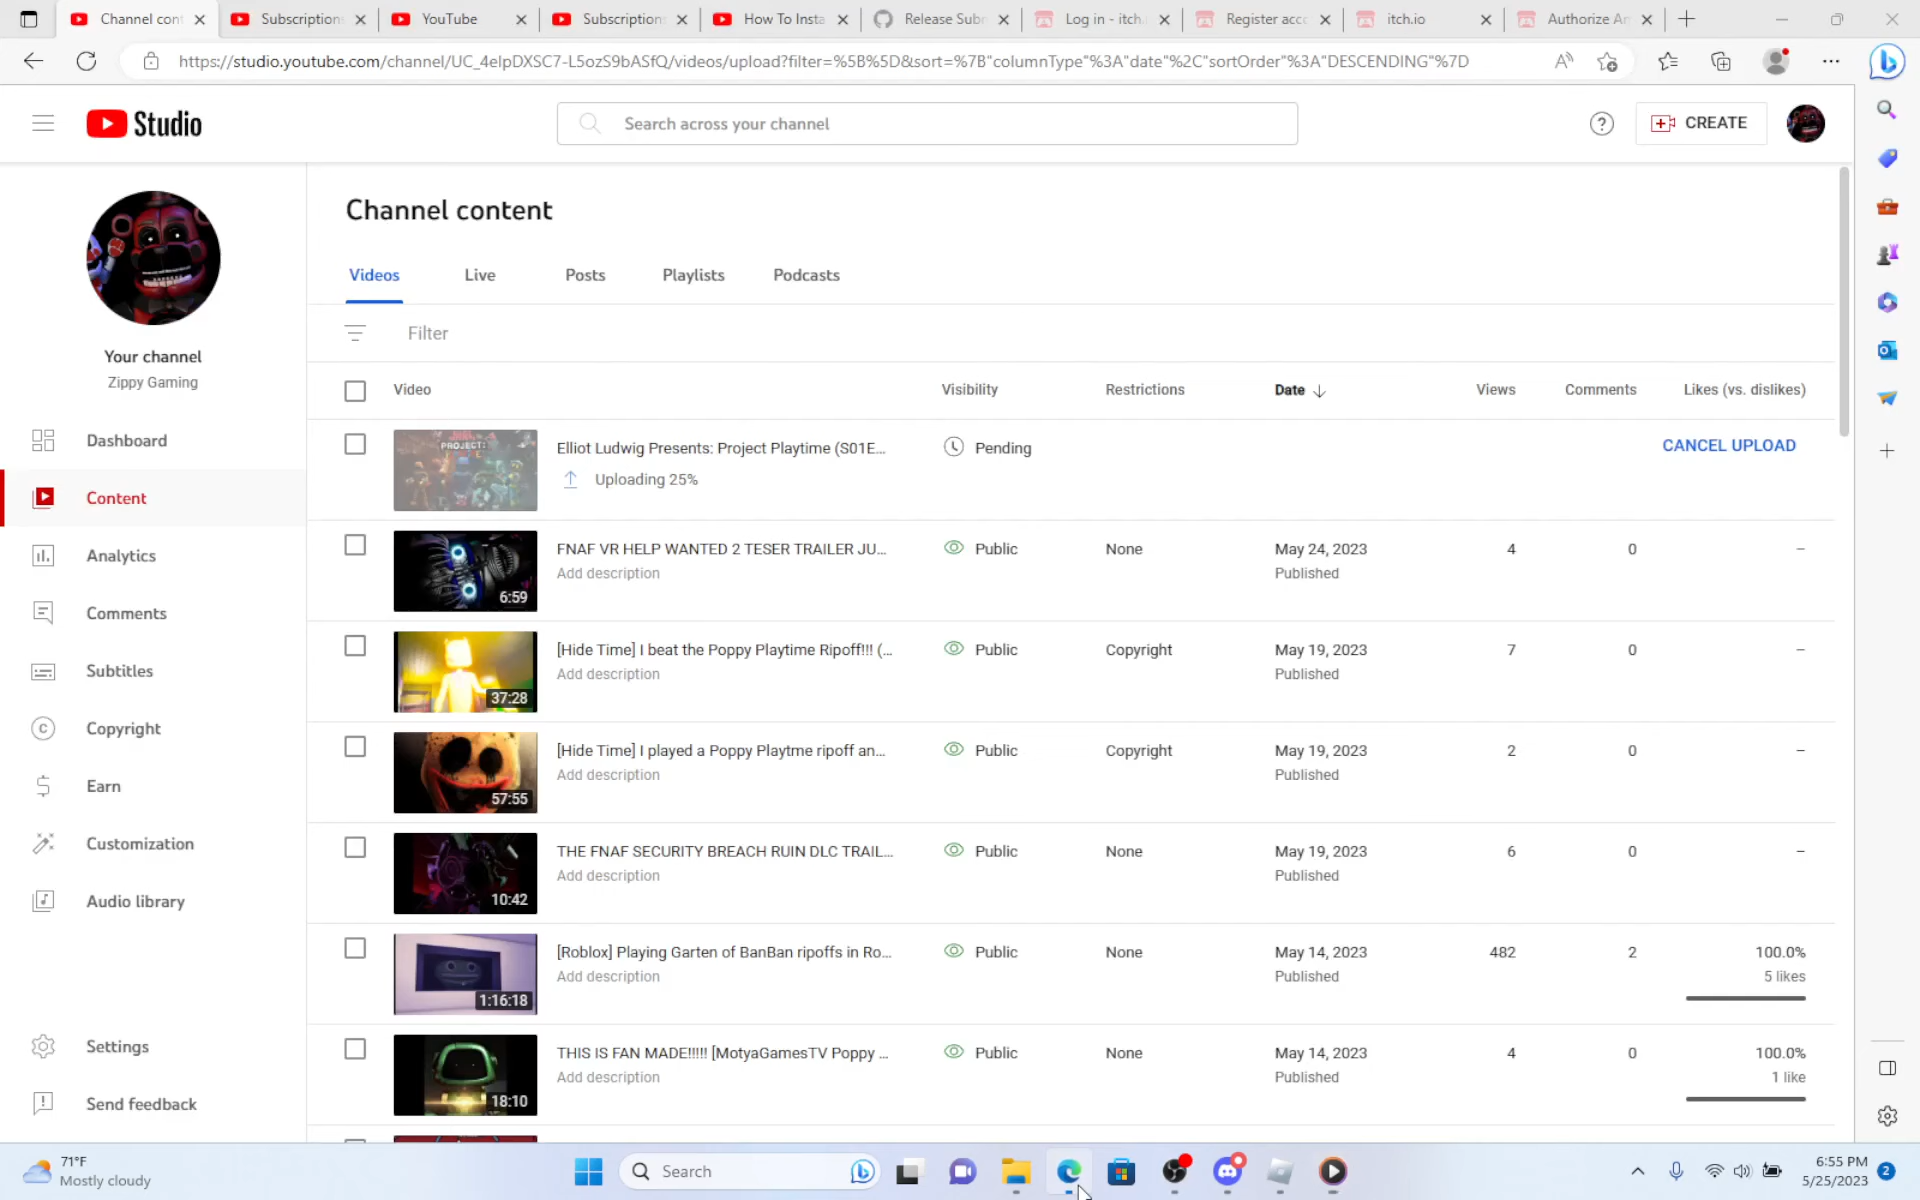 Channel cont
Subscriptions
YouTube
Subscriptions
How To Insta
Release Subn
Log in - itch.
Register acco
itch.io
Authorize Am
https://studio.youtube.com/channel/UC_4elpDXSC7-L5ozS9bASfQ/videos/upload?filter=%5B%5D&sort=%7B"columnType"%3A"date"%2C"sortOrder"%3A"DESCENDING"%7D
Studio
Search across your channel
CREATE
Your channel
Zippy Gaming
Dashboard
Content
Analytics
Comments
Subtitles
Copyright
Earn
Customization
Audio library
Settings
Send feedback
Channel content
Videos Live Posts Playlists Podcasts
Filter
Video Visibility Restrictions Date Views Comments Likes (vs. dislikes)
PROJECT:
Elliot Ludwig Presents: Project Playtime (S01E... Pending CANCEL UPLOAD
Uploading 25%
FNAF VR HELP WANTED 2 TESER TRAILER JU... Public None May 24, 2023 4 0 –
Add description Published
6:59
[Hide Time] I beat the Poppy Playtime Ripoff!!! (... Public Copyright May 19, 2023 7 0 –
Add description Published
37:28
[Hide Time] I played a Poppy Playtme ripoff an... Public Copyright May 19, 2023 2 0 –
Add description Published
57:55
THE FNAF SECURITY BREACH RUIN DLC TRAIL... Public None May 19, 2023 6 0 –
Add description Published
10:42
[Roblox] Playing Garten of BanBan ripoffs in Ro... Public None May 14, 2023 482 2 100.0%
Add description Published 5 likes
1:16:18
THIS IS FAN MADE!!!!! [MotyaGamesTV Poppy ... Public None May 14, 2023 4 0 100.0%
Add description Published 1 like
18:10
71°F
Mostly cloudy
Search
6:55 PM
5/25/2023
2